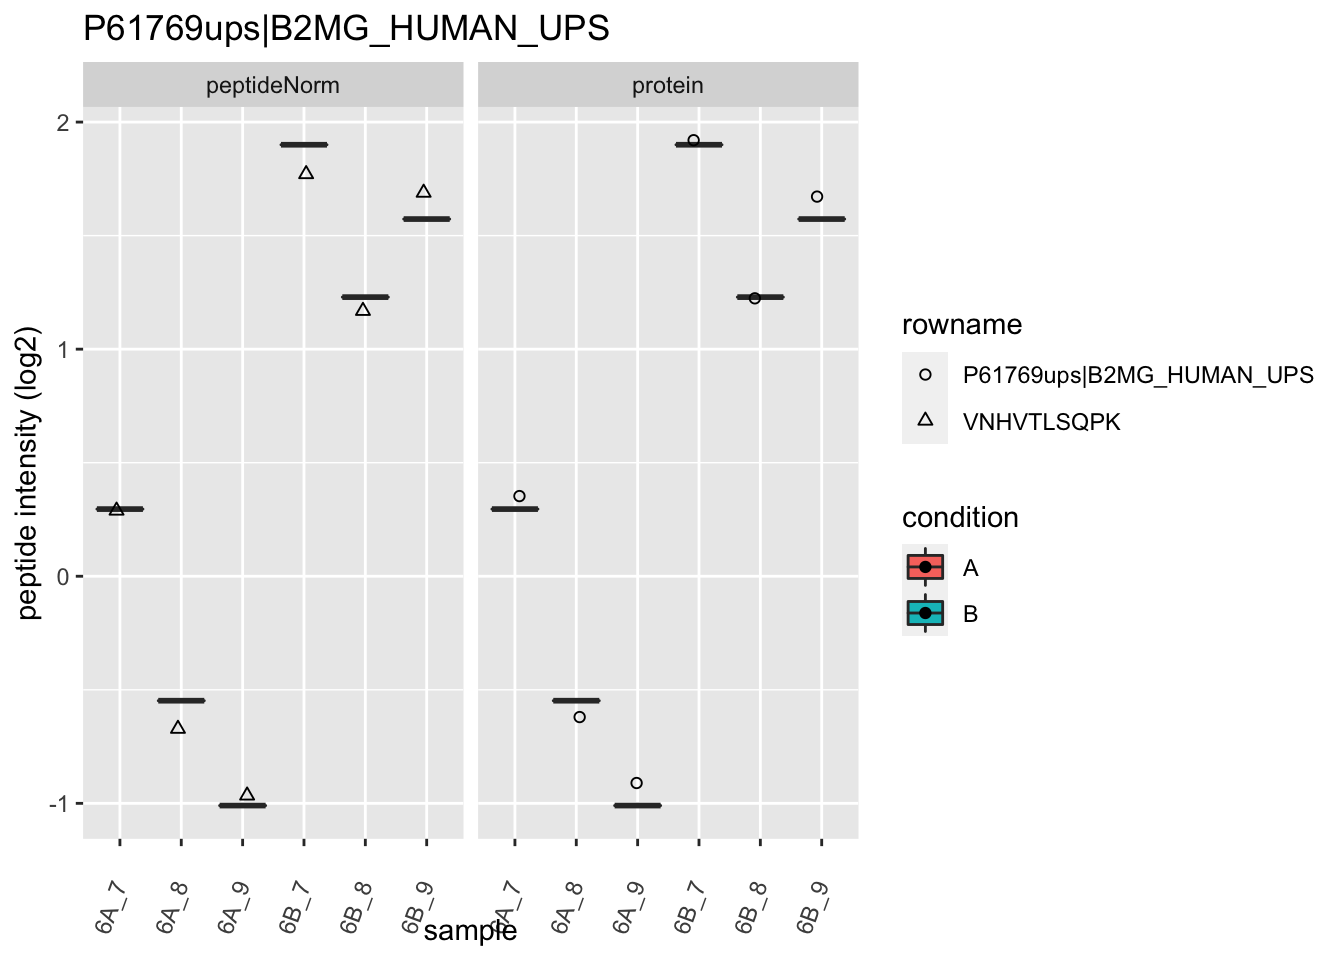 P61769ups|B2MG_HUMAN_UPS
peptideNorm
protein
peptide intensity (log2)
2
1
0
-1
6A_7
6A_8
6A_9
6B_7
6B_8
6B_9
6A_7
6A_8
6A_9
6B_7
6B_8
6B_9
sample
rowname
P61769ups|B2MG_HUMAN_UPS
VNHVTLSQPK
condition
A
B